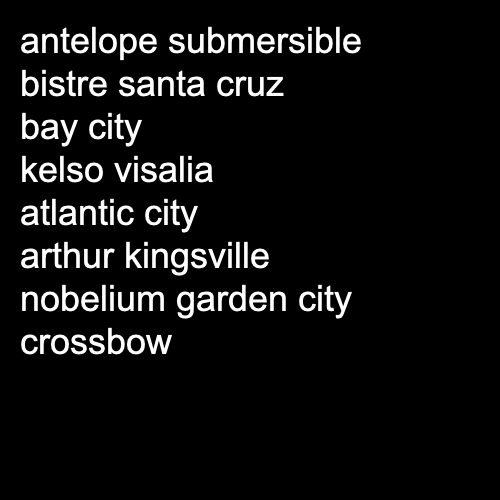 antelope submersible
bistre santa cruz
bay city
kelso visalia
atlantic city
arthur kingsville
nobelium garden city
crossbow